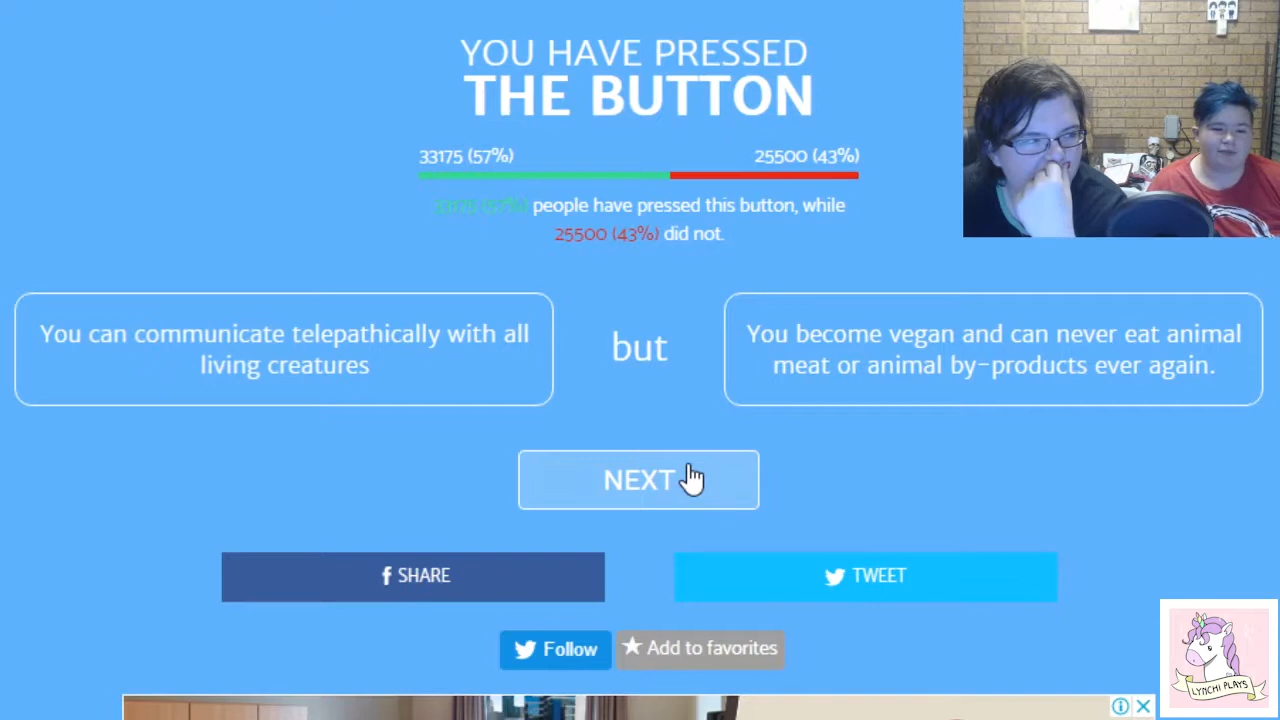 YOU HAVE PRESSED
THE BUTTON
33175 (57%)
25500 (43%)
33175 (57%) people have pressed this button, while
25500 (43%) did not.
You can communicate telepathically with all
living creatures
but
You become vegan and can never eat animal
meat or animal by-products ever again.
NEXT
SHARE
TWEET
Follow
Add to favorites
LYNCHI PLAYS